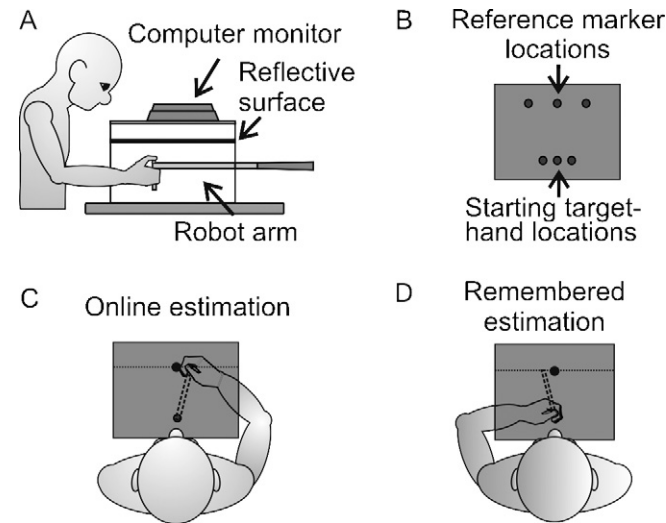 A
Computer monitor
Reflective
surface
Robot arm
B
Reference marker
locations
Starting target-
hand locations
C
Online estimation
D
Remembered
estimation